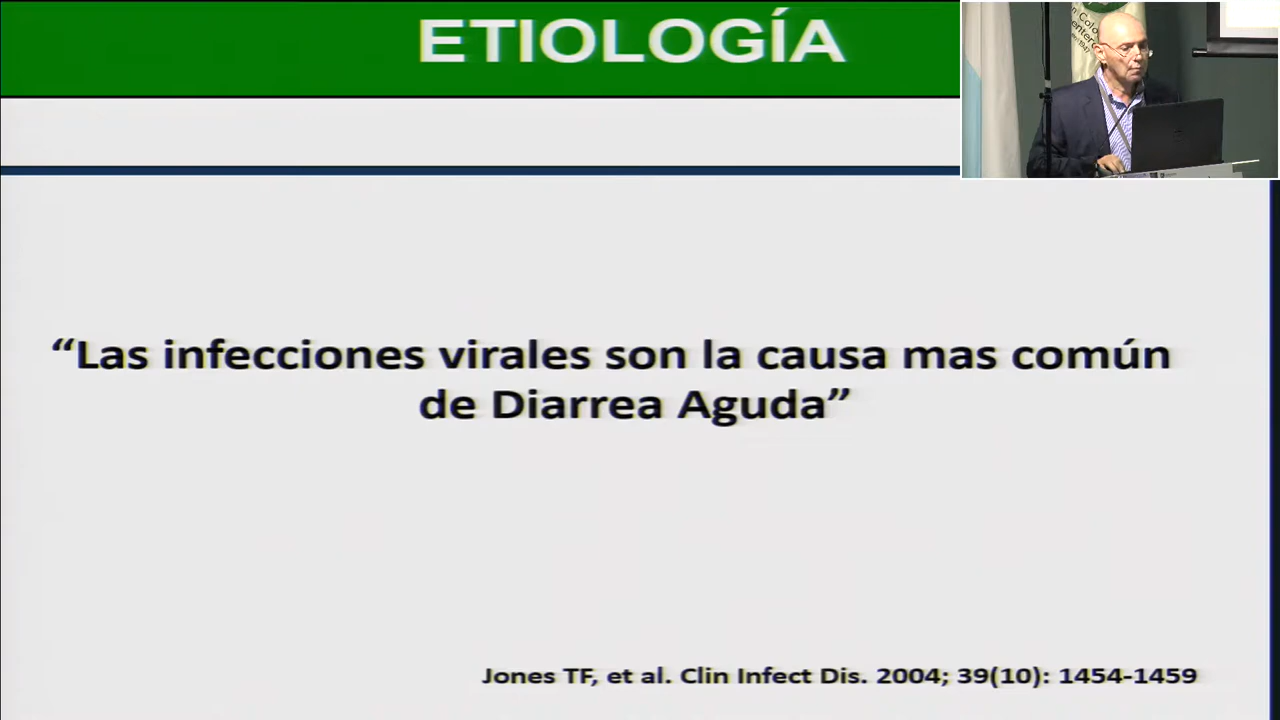 ETIOLOGÍA
“Las infecciones virales son la causa mas común
de Diarrea Aguda”
Jones TF, et al. Clin Infect Dis. 2004; 39(10): 1454-1459